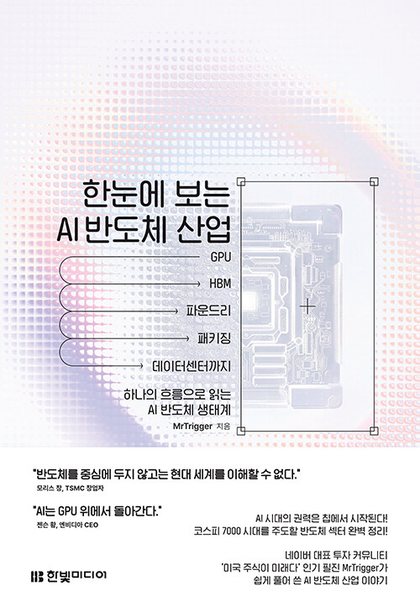 한눈에 보는
AI 반도체 산업
GPU
HBM
파운드리
패키징
데이터센터까지
하나의 흐름으로 읽는
AI 반도체 생태계
MrTrigger 지음
"반도체를 중심에 두지 않고는 현대 세계를 이해할 수 없다."
모리스 창, TSMC 창업자
"AI는 GPU 위에서 돌아간다."
젠슨 황, 엔비디아 CEO
AI 시대의 권력은 칩에서 시작된다!
코스피 7000 시대를 주도할 반도체 섹터 완벽 정리!
네이버 대표 투자 커뮤니티
'미국 주식이 미래다' 인기 필진 MrTrigger가
쉽게 풀어 쓴 AI 반도체 산업 이야기
한빛미디어